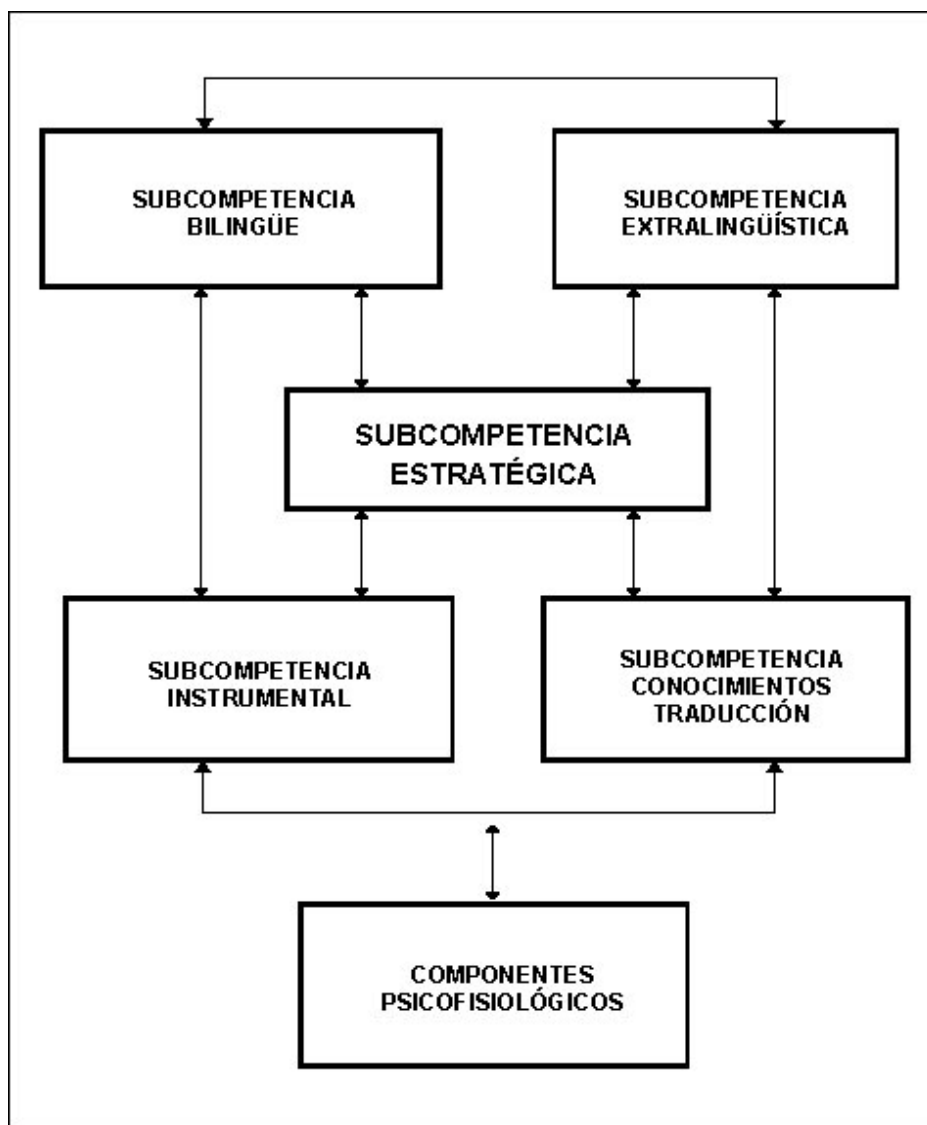 SUBCOMPETENCIA
BILINGÜE
SUBCOMPETENCIA
EXTRALINGÜÍSTICA
SUBCOMPETENCIA
ESTRATÉGICA
SUBCOMPETENCIA
INSTRUMENTAL
SUBCOMPETENCIA
CONOCIMIENTOS
TRADUCCIÓN
COMPONENTES
PSICOFISIOLÓGICOS